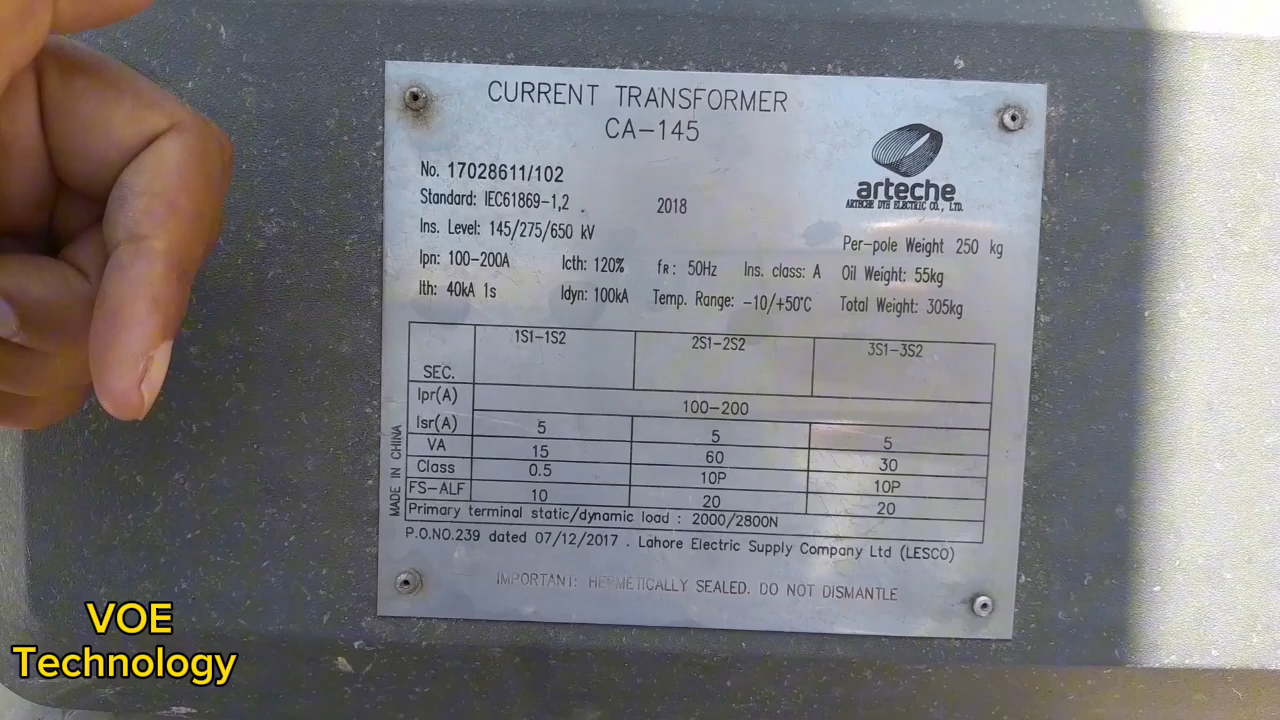 CURRENT TRANSFORMER
CA-145
arteche
ARTECHE DYH ELECTRIC CO., LTD.
No. 17028611/102
Standard: IEC61869-1,2 2018
Ins. Level: 145/275/650 kV Per-pole Weight 250 kg
Ipn: 100-200A Icth: 120% fR: 50Hz Ins. class: A Oil Weight: 55kg
Ith: 40kA 1s Idyn: 100kA Temp. Range: -10/+50°C Total Weight: 305kg
SEC. 1S1-1S2 2S1-2S2 3S1-3S2
Ipr(A) 100-200
Isr(A) 5 5 5
VA 15 60 30
Class 0.5 10P 10P
FS-ALF 10 20 20
Primary terminal static/dynamic load : 2000/2800N
MADE IN CHINA
P.O.NO.239 dated 07/12/2017 . Lahore Electric Supply Company Ltd (LESCO)
IMPORTANT: HERMETICALLY SEALED. DO NOT DISMANTLE
VOE
Technology